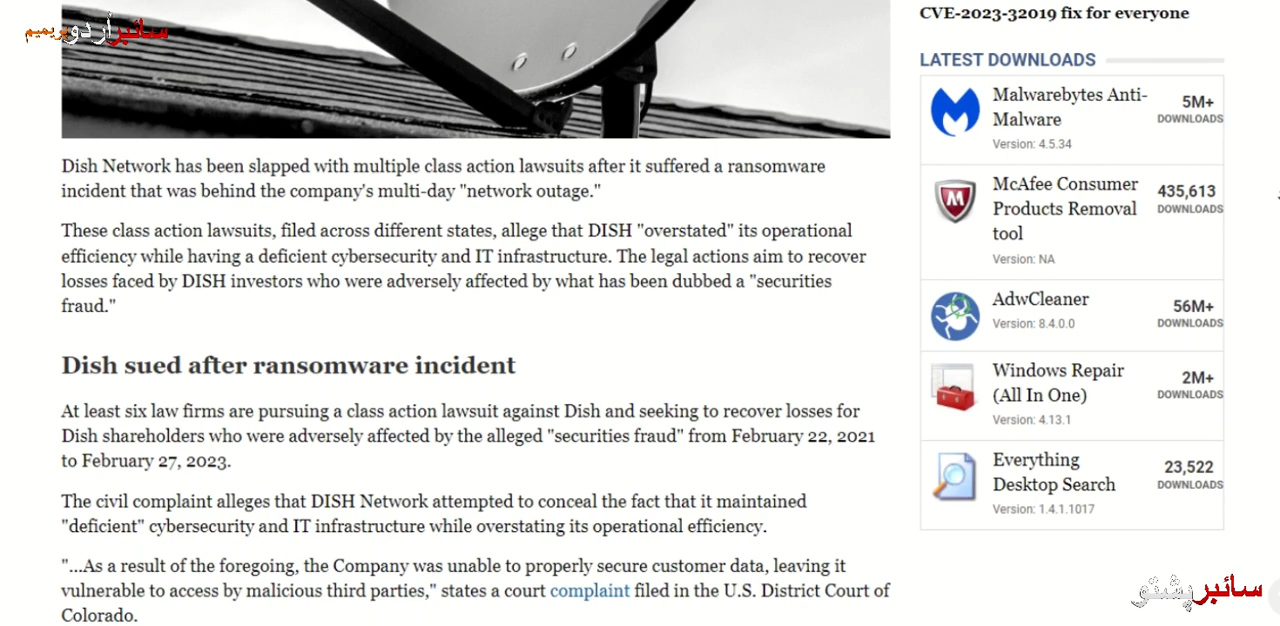 سائبر اُردو پریمیم
Dish Network has been slapped with multiple class action lawsuits after it suffered a ransomware
incident that was behind the company's multi-day "network outage."
These class action lawsuits, filed across different states, allege that DISH "overstated" its operational
efficiency while having a deficient cybersecurity and IT infrastructure. The legal actions aim to recover
losses faced by DISH investors who were adversely affected by what has been dubbed a "securities
fraud."
Dish sued after ransomware incident
At least six law firms are pursuing a class action lawsuit against Dish and seeking to recover losses for
Dish shareholders who were adversely affected by the alleged "securities fraud" from February 22, 2021
to February 27, 2023.
The civil complaint alleges that DISH Network attempted to conceal the fact that it maintained
"deficient" cybersecurity and IT infrastructure while overstating its operational efficiency.
"...As a result of the foregoing, the Company was unable to properly secure customer data, leaving it
vulnerable to access by malicious third parties," states a court complaint filed in the U.S. District Court of
Colorado.
CVE-2023-32019 fix for everyone
LATEST DOWNLOADS
Malwarebytes Anti-
Malware
Version: 4.5.34
5M+
DOWNLOADS
McAfee Consumer
Products Removal
tool
Version: NA
435,613
DOWNLOADS
AdwCleaner
Version: 8.4.0.0
56M+
DOWNLOADS
Windows Repair
(All In One)
Version: 4.13.1
2M+
DOWNLOADS
Everything
Desktop Search
Version: 1.4.1.1017
23,522
DOWNLOADS
سائبر پشتو